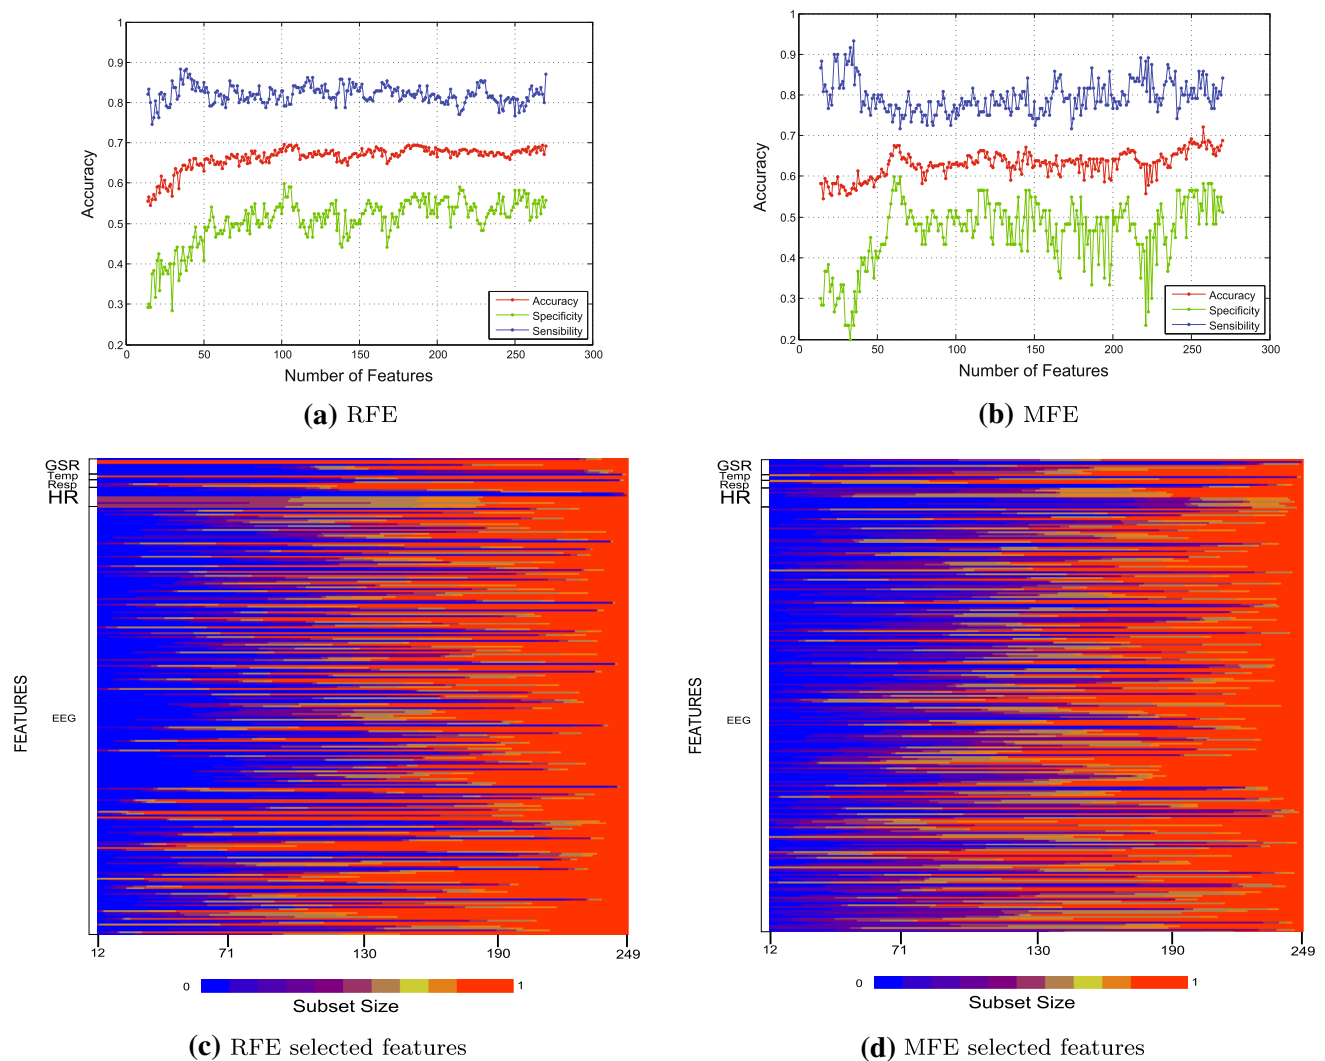 1
0.9
0.8
0.7
0.6
0.5
0.4
0.3
0.2
0
50
100
150
200
250
300
Accuracy
Number of Features
Accuracy
Specificity
Sensibility
(a) RFE
1
0.9
0.8
0.7
0.6
0.5
0.4
0.3
0.2
0
50
100
150
200
250
300
Accuracy
Number of Features
Accuracy
Specificity
Sensibility
(b) MFE
GSR
Temp
Resp
HR
EEG
FEATURES
12 71 130 190 249
0 1
Subset Size
(c) RFE selected features
GSR
Temp
Resp
HR
EEG
FEATURES
12 71 130 190 249
0 1
Subset Size
(d) MFE selected features